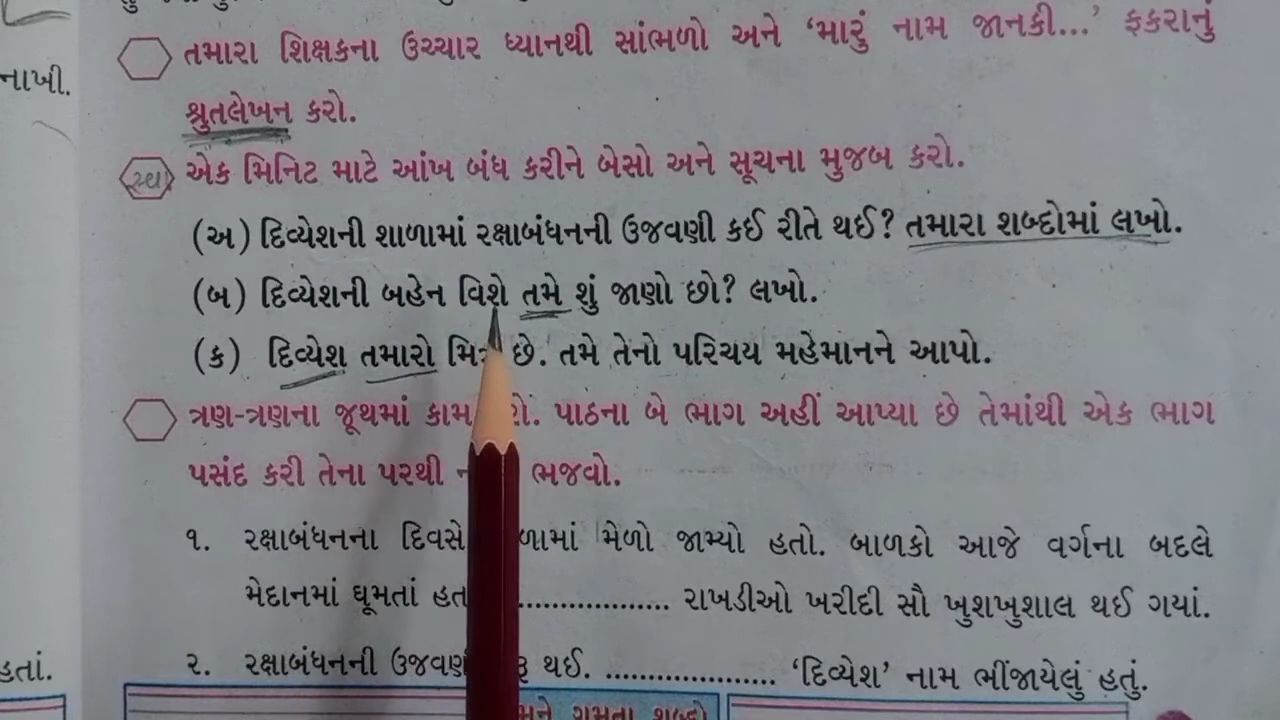 નાખી.
તમારા શિક્ષકના ઉચ્ચાર ધ્યાનથી સાંભળો અને ‘મારું નામ જાનકી...’ ફકરાનું
શ્રુતલેખન કરો.
એક મિનિટ માટે આંખ બંધ કરીને બેસો અને સૂચના મુજબ કરો.
(અ) દિવ્યેશની શાળામાં રક્ષાબંધનની ઉજવણી કઈ રીતે થઈ? તમારા શબ્દોમાં લખો.
(બ) દિવ્યેશની બહેન વિશે તમે શું જાણો છો? લખો.
(ક) દિવ્યેશ તમારો મિત્ર છે. તમે તેનો પરિચય મહેમાનને આપો.
ત્રણ-ત્રણના જૂથમાં કામ કરો. પાઠના બે ભાગ અહીં આપ્યા છે તેમાંથી એક ભાગ
પસંદ કરી તેના પરથી ભજવો.
૧. રક્ષાબંધનના દિવસે મેળો જામ્યો હતો. બાળકો આજે વર્ગના બદલે
મેદાનમાં ઘૂમતાં ............... રાખડીઓ ખરીદી સૌ ખુશખુશાલ થઈ ગયાં.
હતાં.
૨. રક્ષાબંધનની થઈ. .................. ‘દિવ્યેશ’ નામ ભીંજાયેલું હતું.
ગમતા શબ્દો